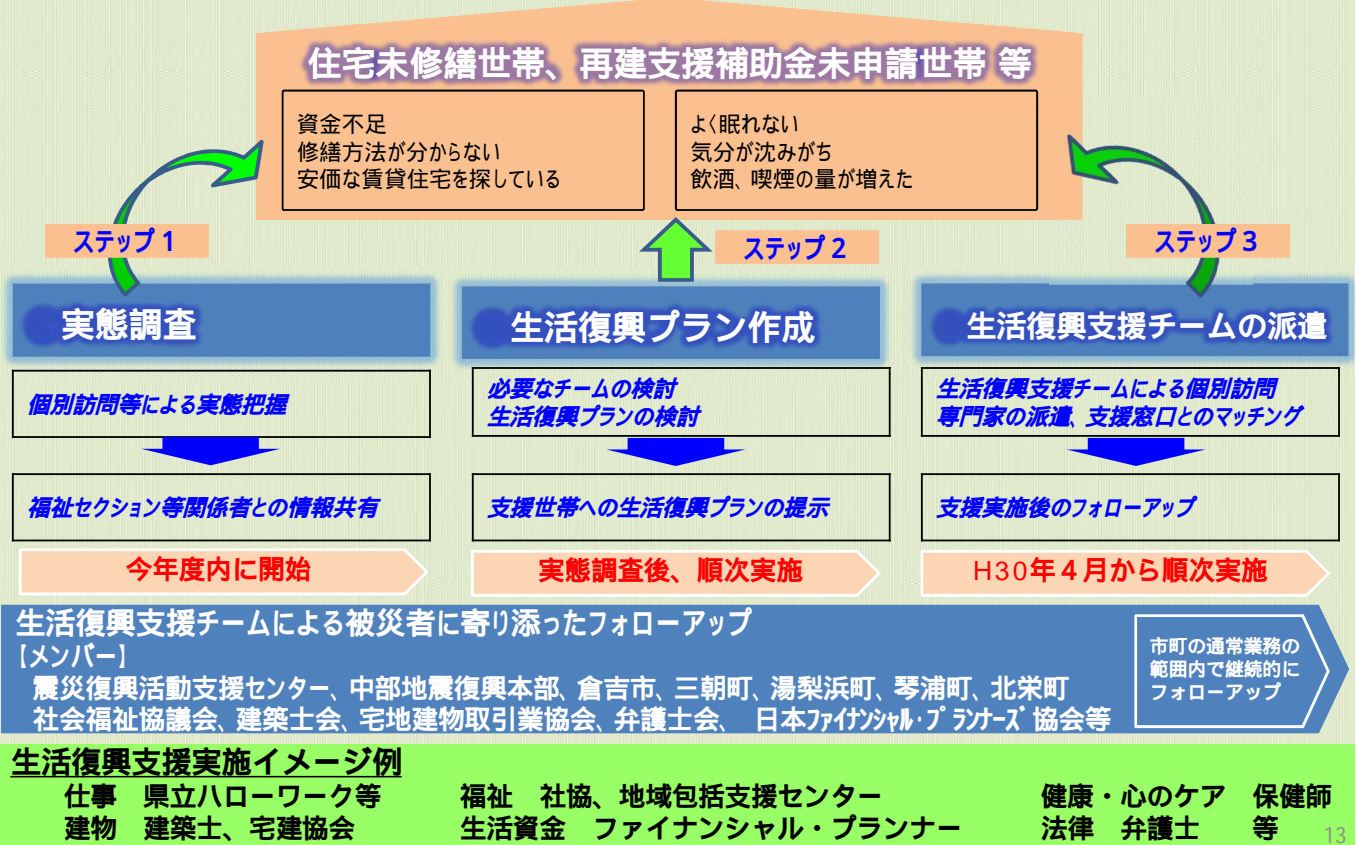 住宅未修繕世帯、再建支援補助金未申請世帯 等
資金不足
修繕方法が分からない
安価な賃貸住宅を探している
よく眠れない
気分が沈みがち
飲酒、喫煙の量が増えた
ステップ1
ステップ2
ステップ3
実態調査
個別訪問等による実態把握
福祉セクション等関係者との情報共有
今年度内に開始
生活復興プラン作成
必要なチームの検討
生活復興プランの検討
支援世帯への生活復興プランの提示
実態調査後、順次実施
生活復興支援チームの派遣
生活復興支援チームによる個別訪問
専門家の派遣、支援窓口とのマッチング
支援実施後のフォローアップ
H30年4月から順次実施
生活復興支援チームによる被災者に寄り添ったフォローアップ
【メンバー】
震災復興活動支援センター、中部地震復興本部、倉吉市、三朝町、湯梨浜町、琴浦町、北栄町
社会福祉協議会、建築士会、宅地建物取引業協会、弁護士会、 日本ファイナンシャル・プランナーズ協会等
市町の通常業務の
範囲内で継続的に
フォローアップ
生活復興支援実施イメージ例
仕事 県立ハローワーク等 福祉 社協、地域包括支援センター 健康・心のケア 保健師
建物 建築士、宅建協会 生活資金 ファイナンシャル・プランナー 法律 弁護士 等
13